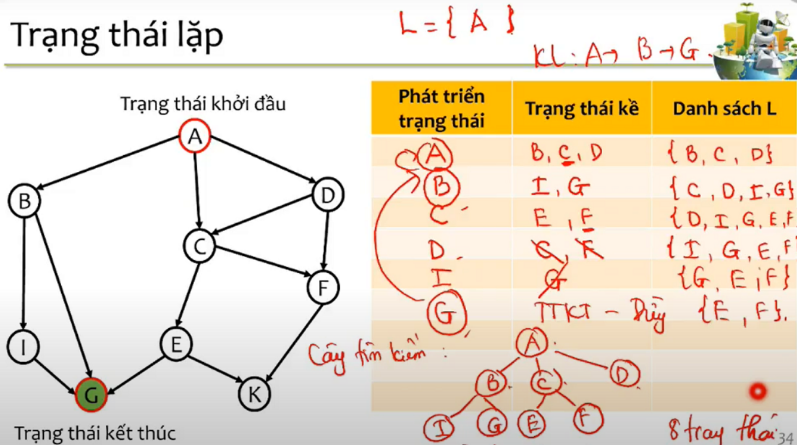 Trạng thái lặp
L = { A }
KL: A → B → G.
Trạng thái khởi đầu
A
B
D
C
F
I
E
G
K
Trạng thái kết thúc
Phát triển trạng thái
Trạng thái kề
Danh sách L
A
B, C, D
{B, C, D}
B
I, G
{C, D, I, G}
C
E, F
{D, I, G, E, F
D.
C, F
{I, G, E, F
I
G
{G, E, F}
G
TTKT - Dừng
{E, F}.
Cây tìm kiếm:
A
B
C
D
I
G
E
F
8 trạng thái
34